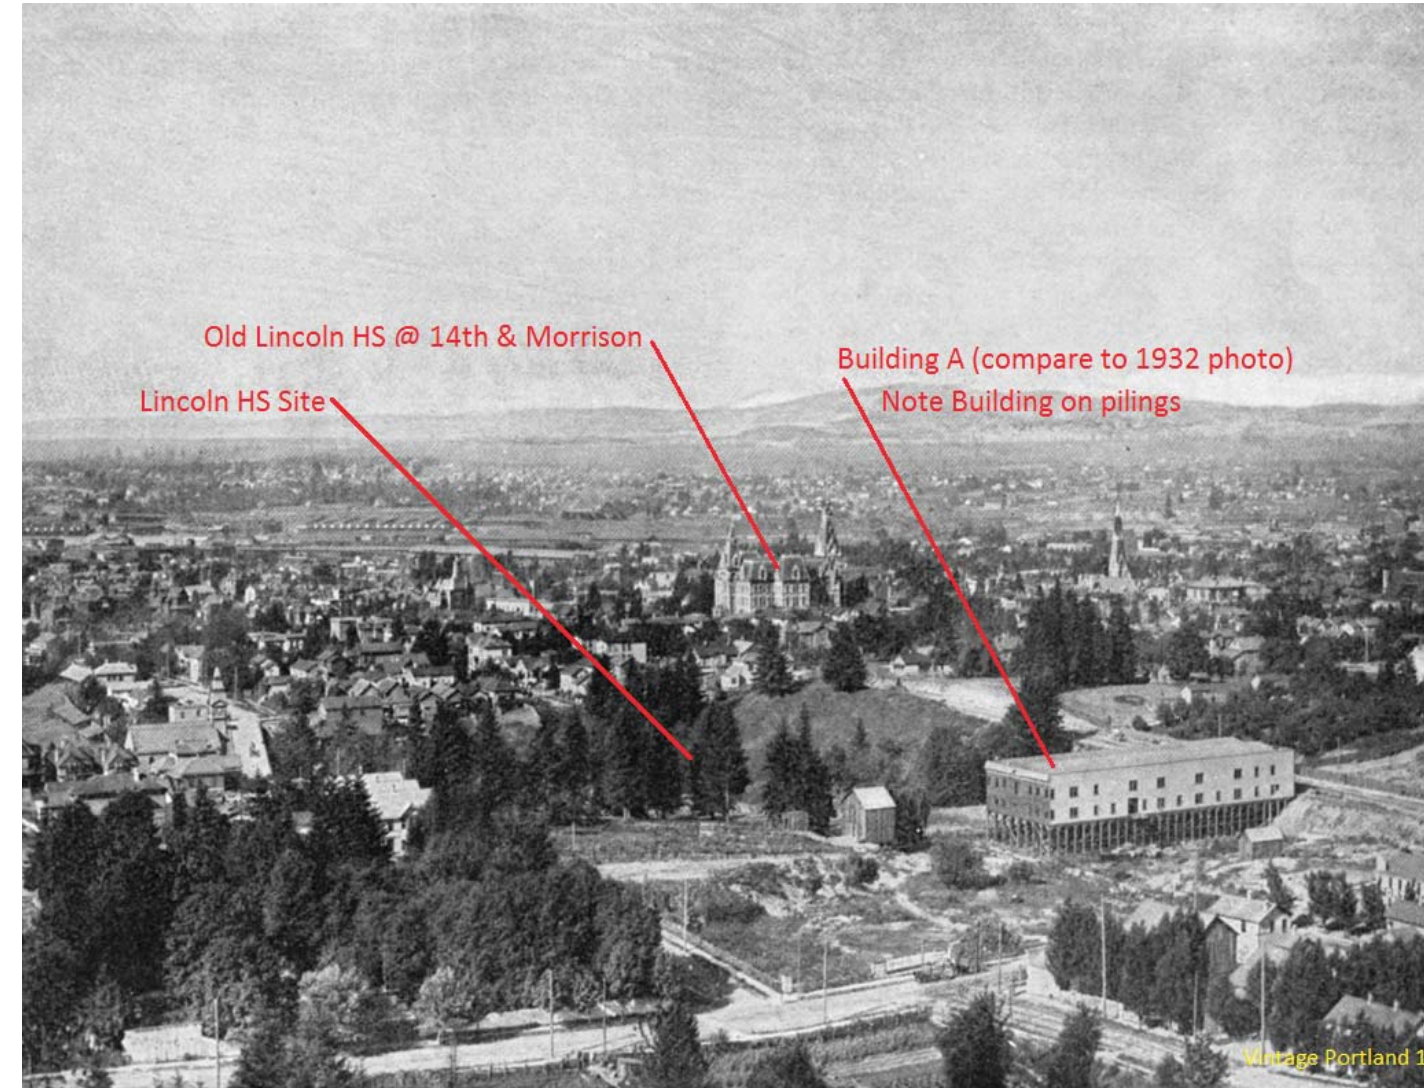 Old Lincoln HS @ 14th & Morrison
Building A (compare to 1932 photo)
Lincoln HS Site
Note Building on pilings
Vintage Portland 1